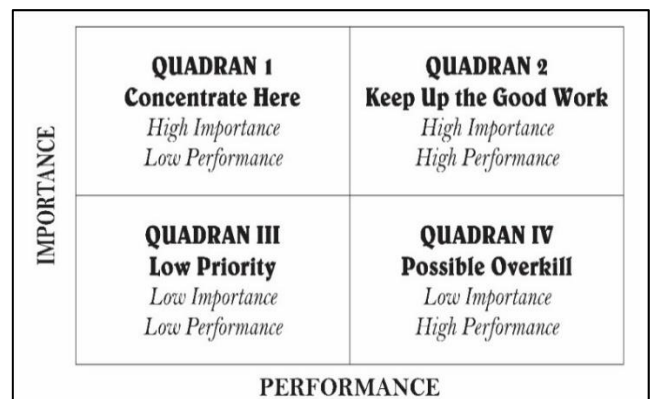 IMPORTANCE
QUADRAN 1
Concentrate Here
High Importance
Low Performance
QUADRAN 2
Keep Up the Good Work
High Importance
High Performance
QUADRAN III
Low Priority
Low Importance
Low Performance
QUADRAN IV
Possible Overkill
Low Importance
High Performance
PERFORMANCE